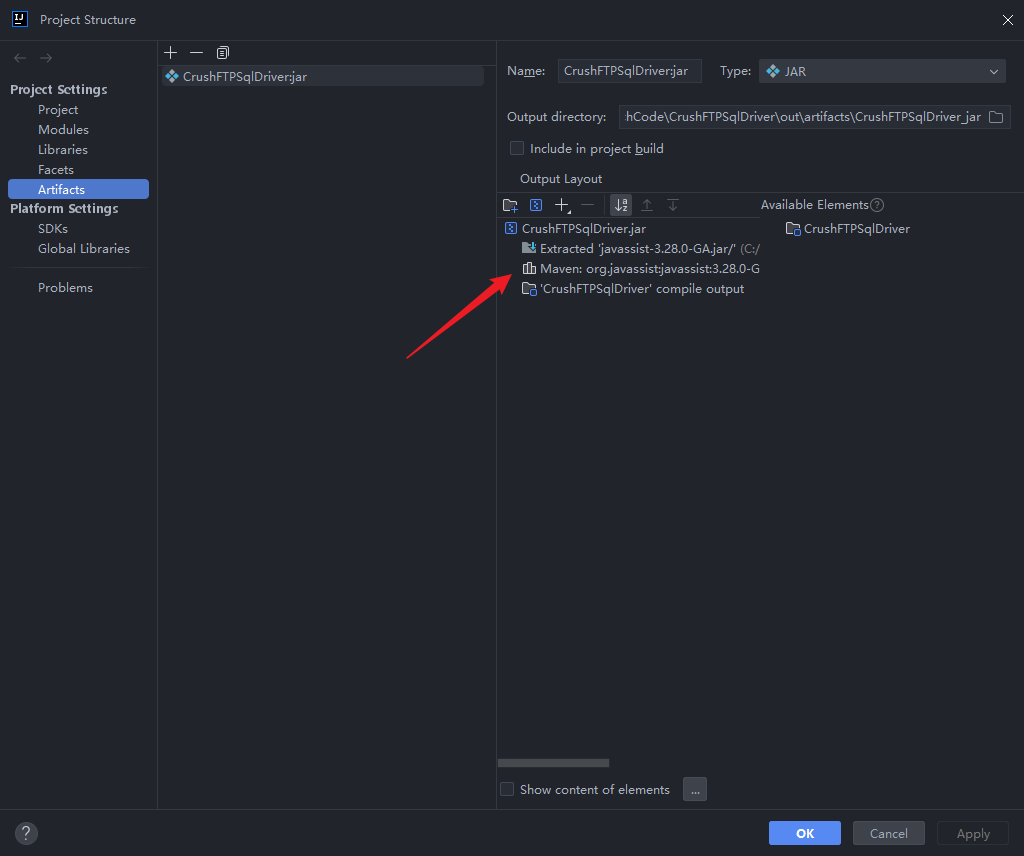 Project Structure
Project Settings
Project
Modules
Libraries
Facets
Artifacts
Platform Settings
SDKs
Global Libraries
Problems
CrushFTPSqlDriver:jar
Name: CrushFTPSqlDriver:jar Type: JAR
Output directory: hCode\CrushFTPSqlDriver\out\artifacts\CrushFTPSqlDriver_jar
Include in project build
Output Layout
Available Elements
CrushFTPSqlDriver.jar
Extracted 'javassist-3.28.0-GA.jar/' (C:/
Maven: org.javassist:javassist:3.28.0-G
'CrushFTPSqlDriver' compile output
CrushFTPSqlDriver
Show content of elements ...
? OK Cancel Apply